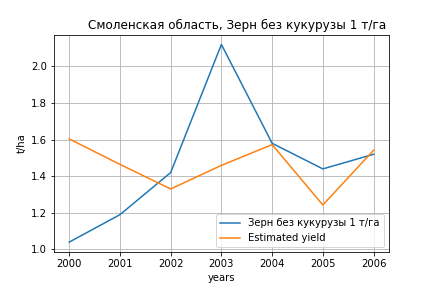 Смоленская область, Зерн без кукурузы 1 т/га
t/ha
2.0
1.8
1.6
1.4
1.2
1.0
Зерн без кукурузы 1 т/га
Estimated yield
2000 2001 2002 2003 2004 2005 2006
years